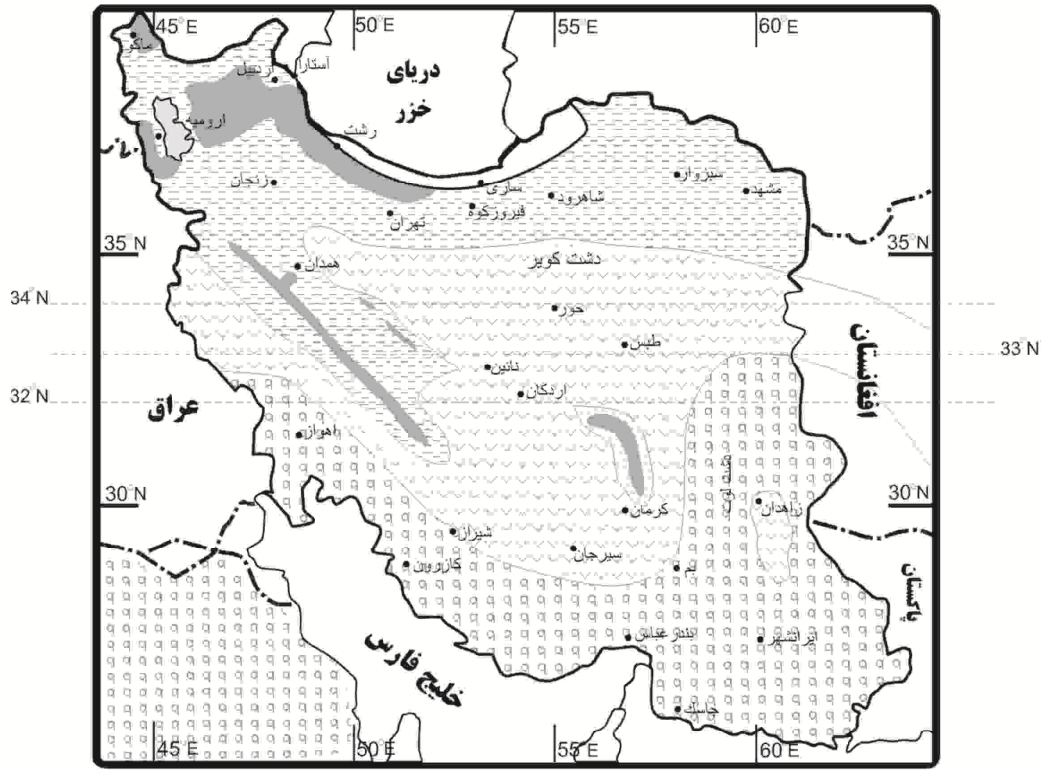 45°E
50°E
55°E
60°E
ماکو
آستارا
اردبیل
دریای
خزر
ارومیه
رشت
زنجان
ساری
فیروزکوه
شاهرود
سبزوار
مشهد
تهران
35°N
35°N
همدان
دشت کویر
34°N
خور
طبس
33°N
نائین
اردکان
افغانستان
عراق
32°N
اهواز
30°N
30°N
کرمان
زاهدان
شیراز
سیرجان
بم
کازرون
پاکستان
خلیج فارس
بندرعباس
ایرانشهر
جاسک
45°E
50°E
55°E
60°E